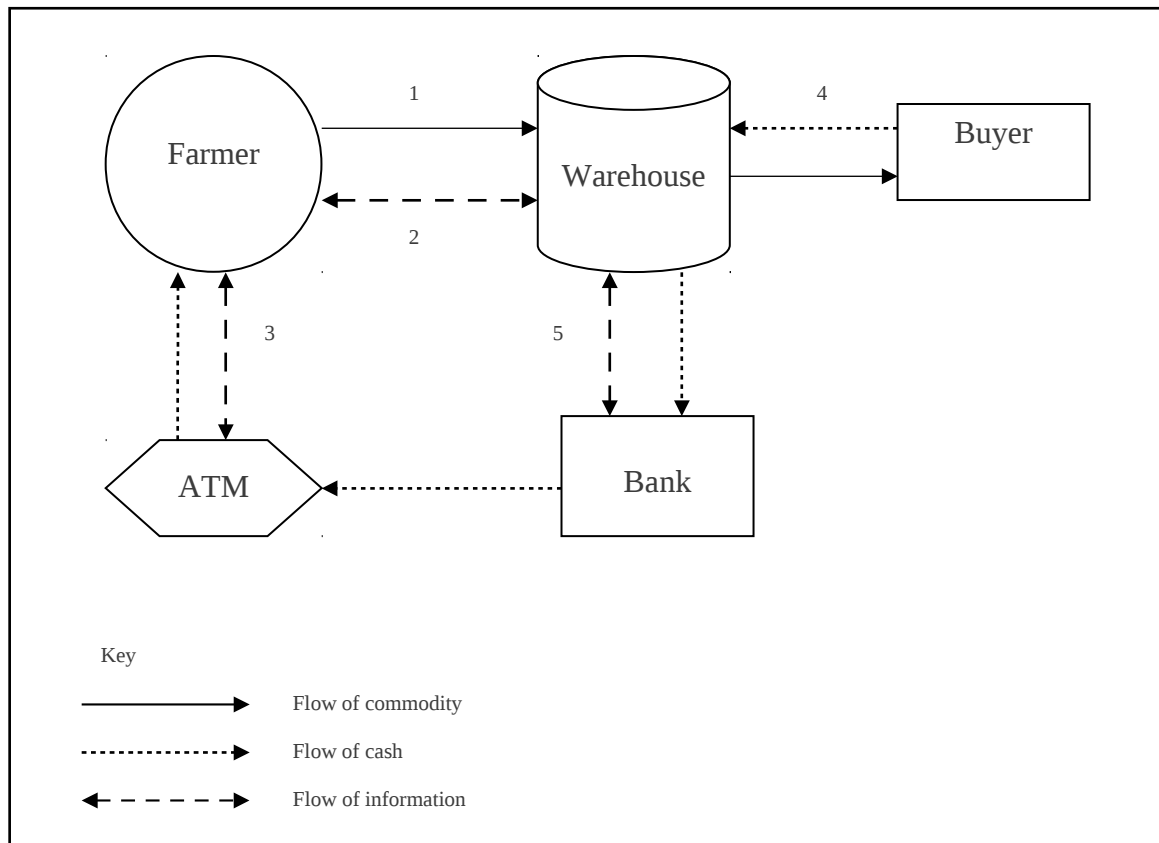 1
4
Farmer
Warehouse
Buyer
2
3
5
ATM
Bank
Key
Flow of commodity
Flow of cash
Flow of information